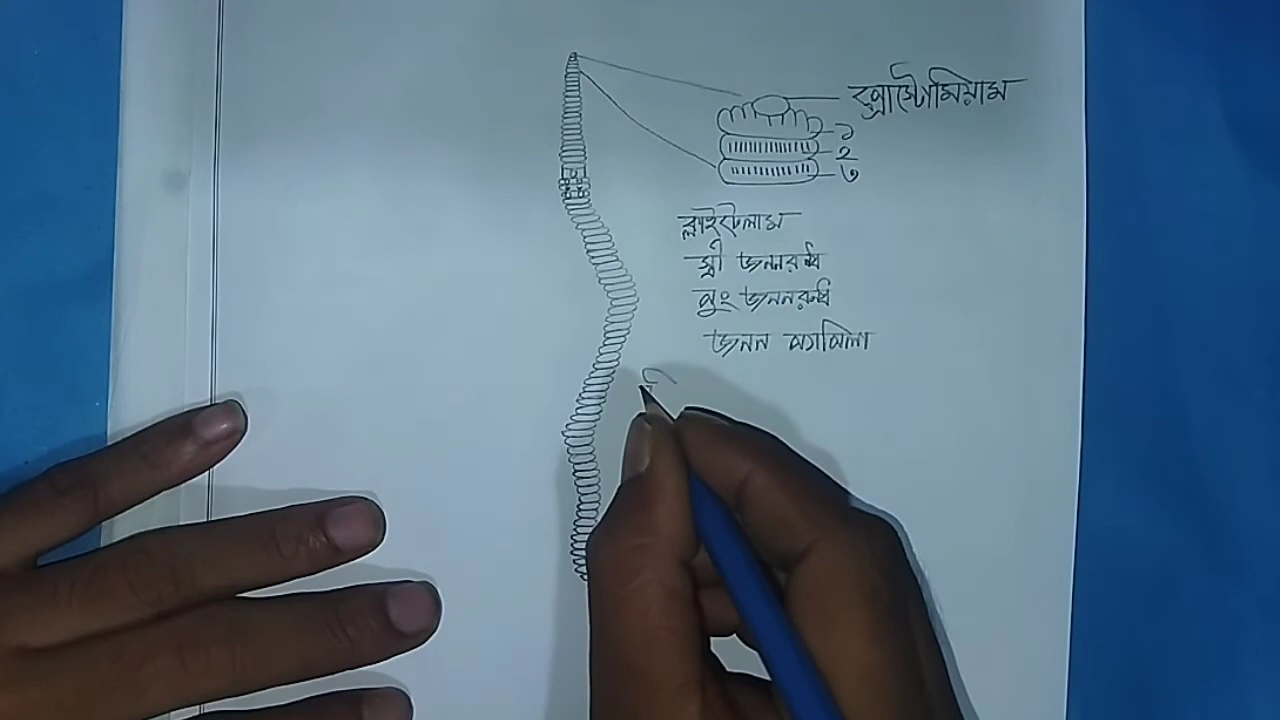 প্রোস্টোমিয়াম
১
২
৩
ক্লাইটেলাম
স্ত্রী জননরন্ধ্র
পুং জননরন্ধ্র
জনন প্যাপিলা